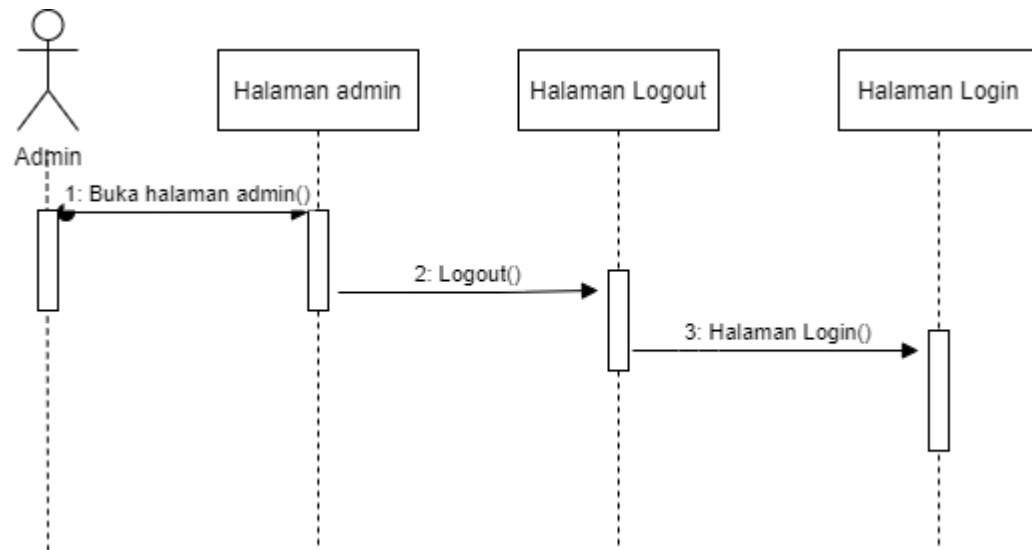 Halaman admin
Halaman Logout
Halaman Login
Admin
1: Buka halaman admin()
2: Logout()
3: Halaman Login()